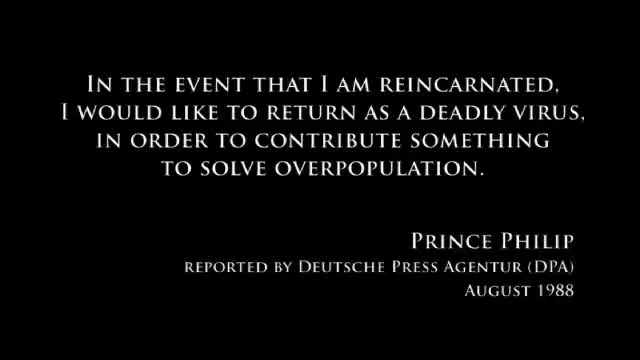 In the event that I am reincarnated,
I would like to return as a deadly virus,
in order to contribute something
to solve overpopulation.
Prince Philip
reported by Deutsche Press Agentur (DPA)
August 1988